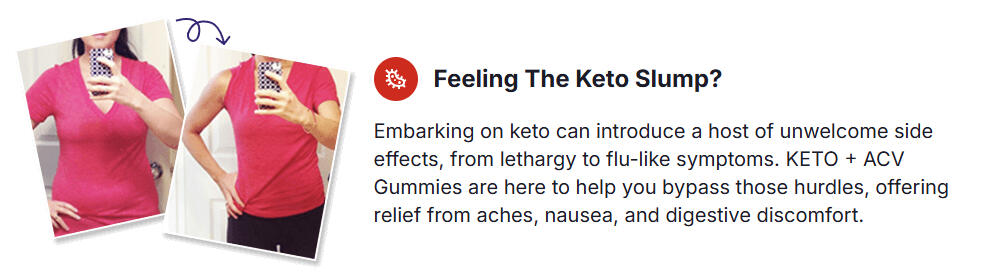 Feeling The Keto Slump?
Embarking on keto can introduce a host of unwelcome side
effects, from lethargy to flu-like symptoms. KETO + ACV
Gummies are here to help you bypass those hurdles, offering
relief from aches, nausea, and digestive discomfort.